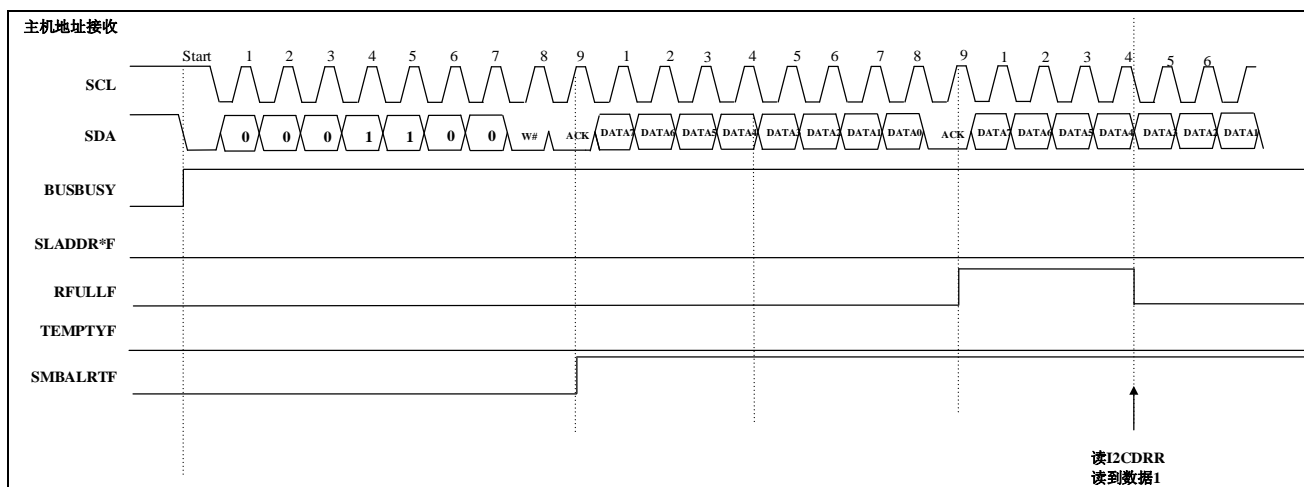 主机地址接收
Start 1 2 3 4 5 6 7 8 9 1 2 3 4 5 6 7 8 9 1 2 3 4 5 6
SCL
SDA 0 0 0 1 1 0 0 W# ACK DATA7 DATA6 DATA5 DATA4 DATA3 DATA2 DATA1 DATA0 ACK DATA7 DATA6 DATA5 DATA4 DATA3 DATA2 DATA1
BUSBUSY
SLADDR*F
RFULLF
TEMPTYF
SMBALRTF
读I2CDRR
读到数据1